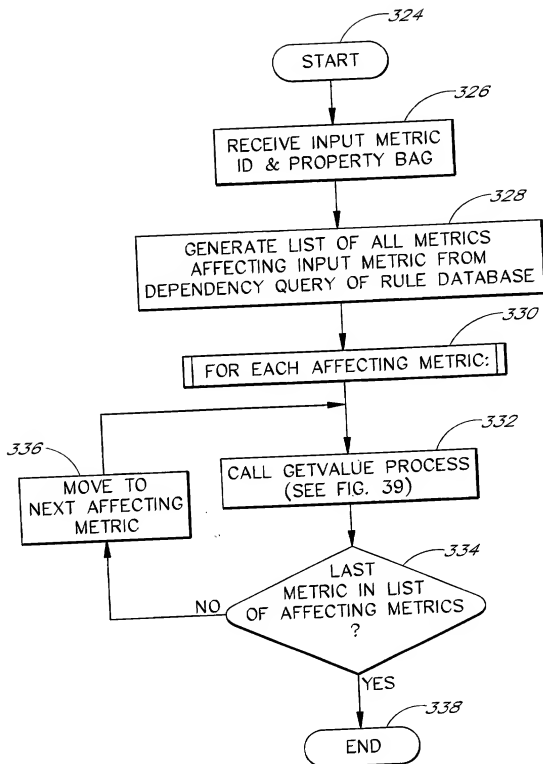 324
START
326
RECEIVE INPUT METRIC
ID & PROPERTY BAG
328
GENERATE LIST OF ALL METRICS
AFFECTING INPUT METRIC FROM
DEPENDENCY QUERY OF RULE DATABASE
330
FOR EACH AFFECTING METRIC:
332
CALL GETVALUE PROCESS
(SEE FIG. 39)
336
MOVE TO
NEXT AFFECTING
METRIC
334
LAST
METRIC IN LIST
OF AFFECTING METRICS
?
NO
YES
338
END